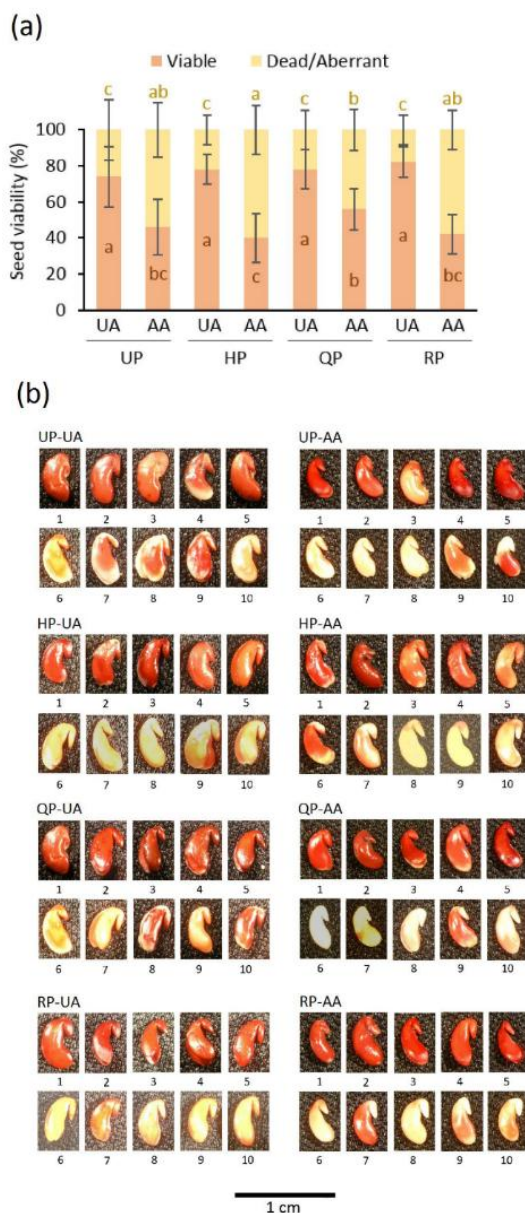 (a)
Viable Dead/Aberrant
c ab c a c b c ab
Seed viability (%)
100
80
60
40
20
0
a bc a c a b a bc
UA AA UA AA UA AA UA AA
UP HP QP RP
(b)
UP-UA UP-AA
1 2 3 4 5 1 2 3 4 5
6 7 8 9 10 6 7 8 9 10
HP-UA HP-AA
1 2 3 4 5 1 2 3 4 5
6 7 8 9 10 6 7 8 9 10
QP-UA QP-AA
1 2 3 4 5 1 2 3 4 5
6 7 8 9 10 6 7 8 9 10
RP-UA RP-AA
1 2 3 4 5 1 2 3 4 5
6 7 8 9 10 6 7 8 9 10
1 cm